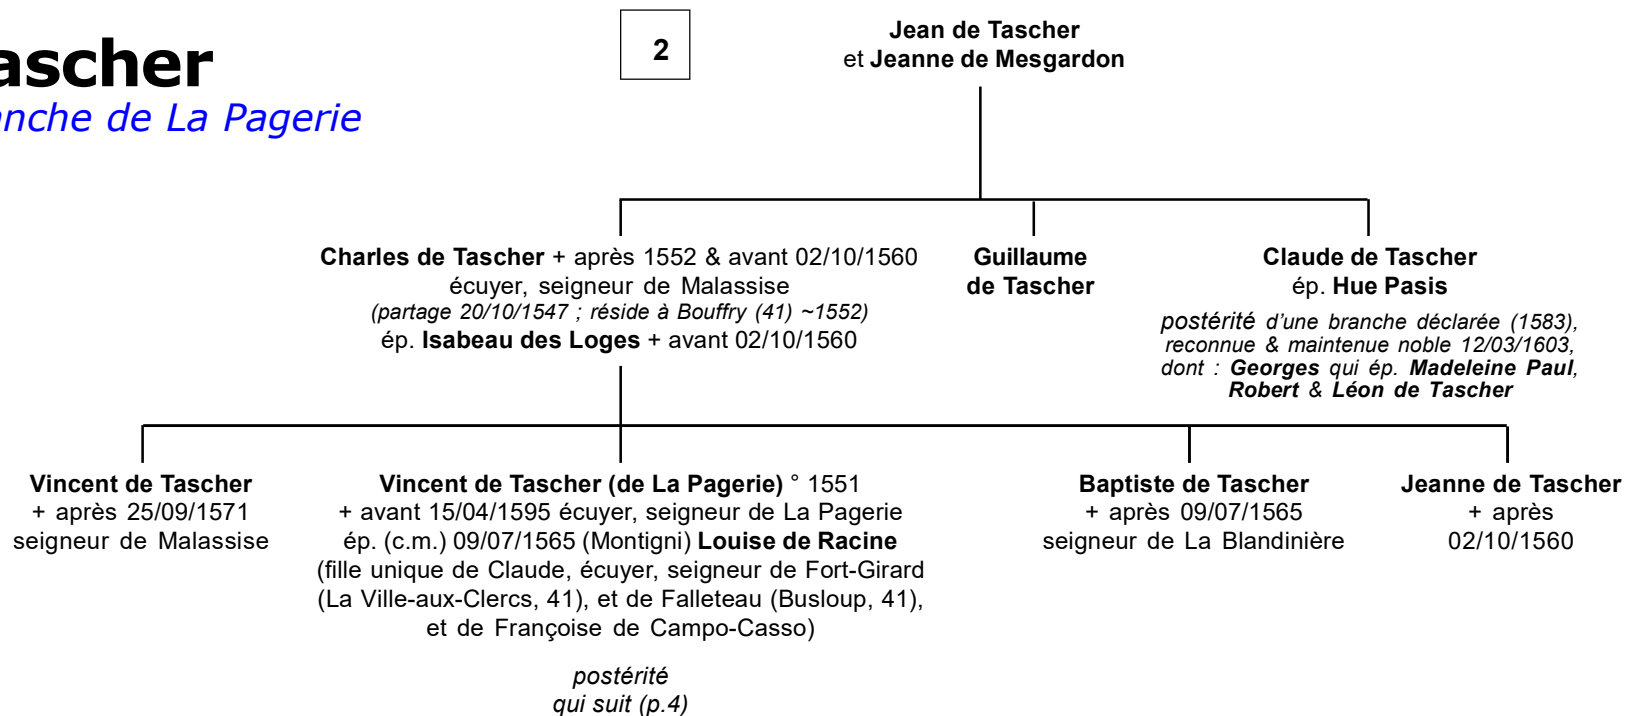 ascher
anche de La Pagerie
2
Jean de Tascher
et Jeanne de Mesgardon
Charles de Tascher + après 1552 & avant 02/10/1560
écuyer, seigneur de Malassise
(partage 20/10/1547 ; réside à Bouffry (41) ~1552)
ép. Isabeau des Loges + avant 02/10/1560
Guillaume
de Tascher
Claude de Tascher
ép. Hue Pasis
postérité d'une branche déclarée (1583),
reconnue & maintenue noble 12/03/1603,
dont : Georges qui ép. Madeleine Paul,
Robert & Léon de Tascher
Vincent de Tascher
+ après 25/09/1571
seigneur de Malassise
Vincent de Tascher (de La Pagerie) ° 1551
+ avant 15/04/1595 écuyer, seigneur de La Pagerie
ép. (c.m.) 09/07/1565 (Montigni) Louise de Racine
(fille unique de Claude, écuyer, seigneur de Fort-Girard
(La Ville-aux-Clercs, 41), et de Falleteau (Busloup, 41),
et de Françoise de Campo-Casso)
postérité
qui suit (p.4)
Baptiste de Tascher
+ après 09/07/1565
seigneur de La Blandinière
Jeanne de Tascher
+ après
02/10/1560